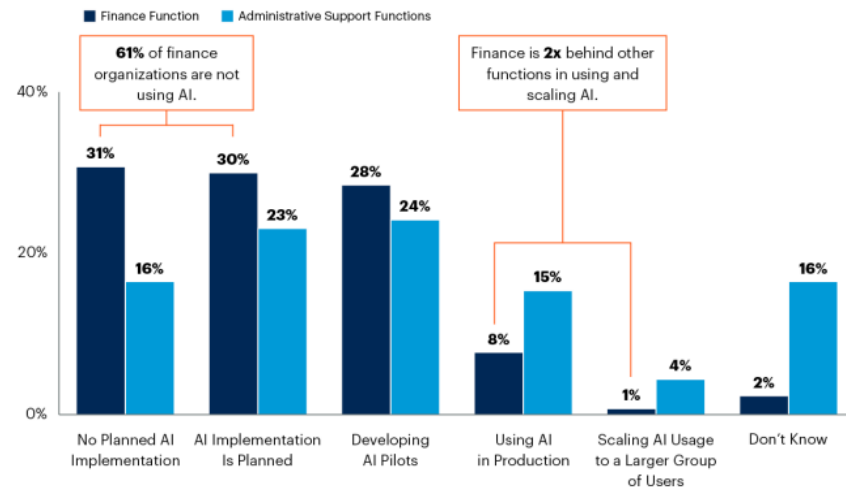 Finance Function Administrative Support Functions
61% of finance
organizations are not
using AI.
Finance is 2x behind other
functions in using and
scaling AI.
40%
20%
0%
31%
16%
30%
23%
28%
24%
8%
15%
1%
4%
2%
16%
No Planned AI
Implementation
AI Implementation
Is Planned
Developing
AI Pilots
Using AI
in Production
Scaling AI Usage
to a Larger Group
of Users
Don't Know